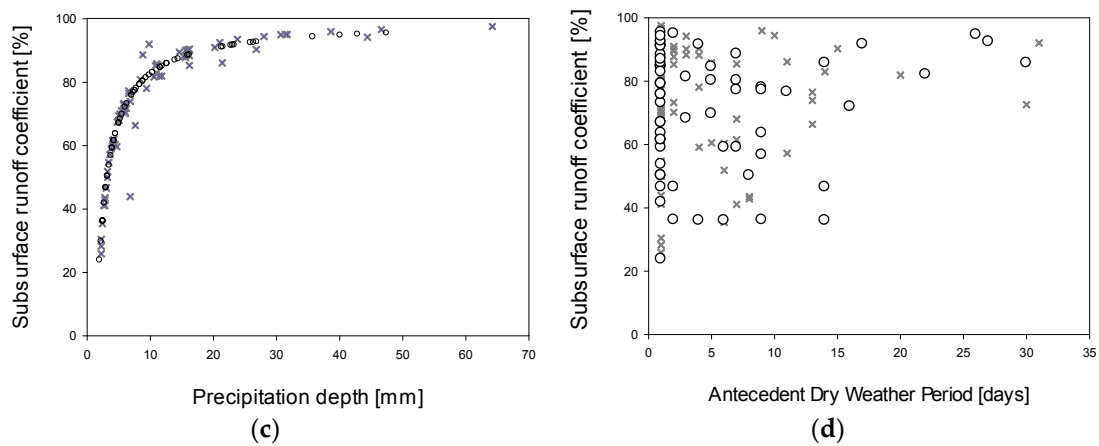 Subsurface runoff coefficient [%]
100
80
60
40
20
0
0 10 20 30 40 50 60 70
Precipitation depth [mm]
(c)
Subsurface runoff coefficient [%]
100
80
60
40
20
0
0 5 10 15 20 25 30 35
Antecedent Dry Weather Period [days]
(d)